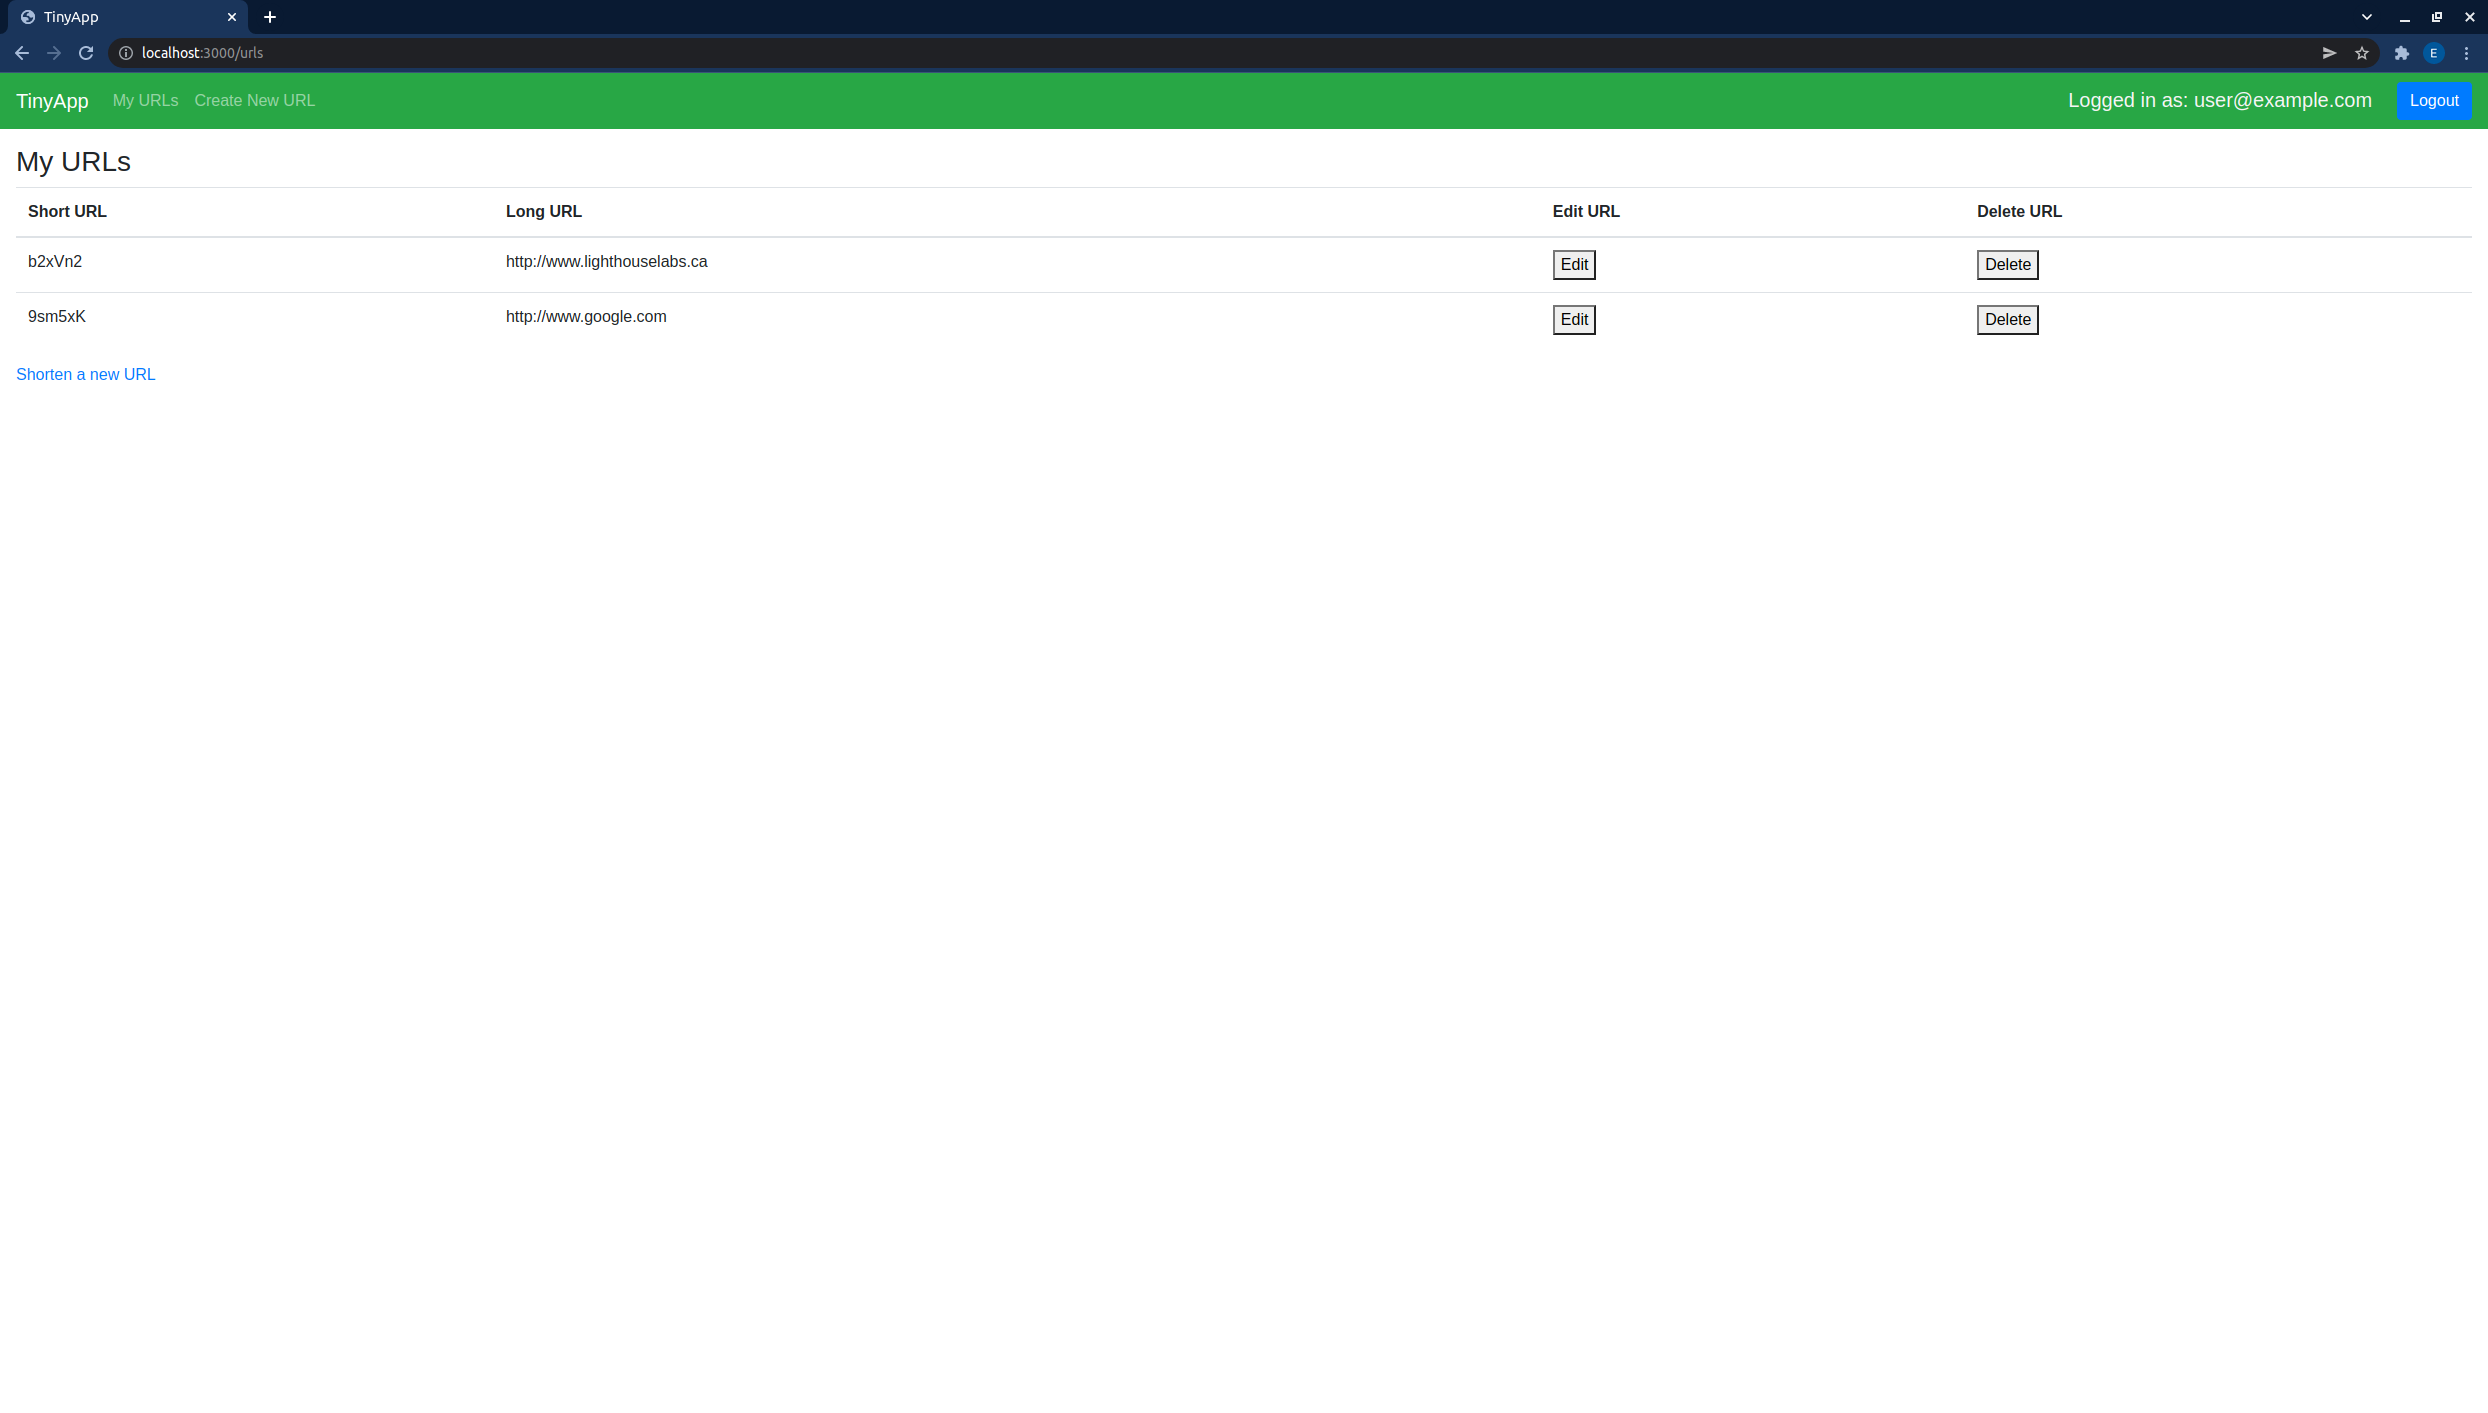 TinyApp
localhost:3000/urls
E
TinyApp My URLs Create New URL Logged in as: user@example.com Logout
My URLs
Short URL Long URL Edit URL Delete URL
b2xVn2 http://www.lighthouselabs.ca Edit Delete
9sm5xK http://www.google.com Edit Delete
Shorten a new URL